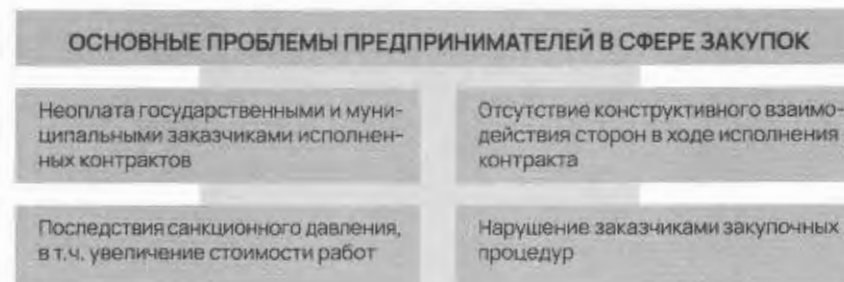 ОСНОВНЫЕ ПРОБЛЕМЫ ПРЕДПРИНИМАТЕЛЕЙ В СФЕРЕ ЗАКУПОК
Неоплата государственными и муни-
ципальными заказчиками исполнен-
ных контрактов
Отсутствие конструктивного взаимо-
действия сторон в ходе исполнения
контракта
Последствия санкционного давления,
в т.ч. увеличение стоимости работ
Нарушение заказчиками закупочных
процедур